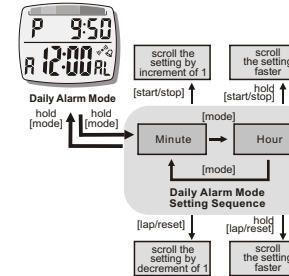 P 9:50
A 12:00 AL
Daily Alarm Mode
hold
[mode]
hold
[mode]
scroll the
setting by
increment of 1
scroll
the setting
faster
[start/stop]
hold
[start/stop]
[mode]
Minute
Hour
[mode]
Daily Alarm Mode
Setting Sequence
[lap/reset]
hold
[lap/reset]
scroll the
setting by
decrement of 1
scroll
the setting
faster